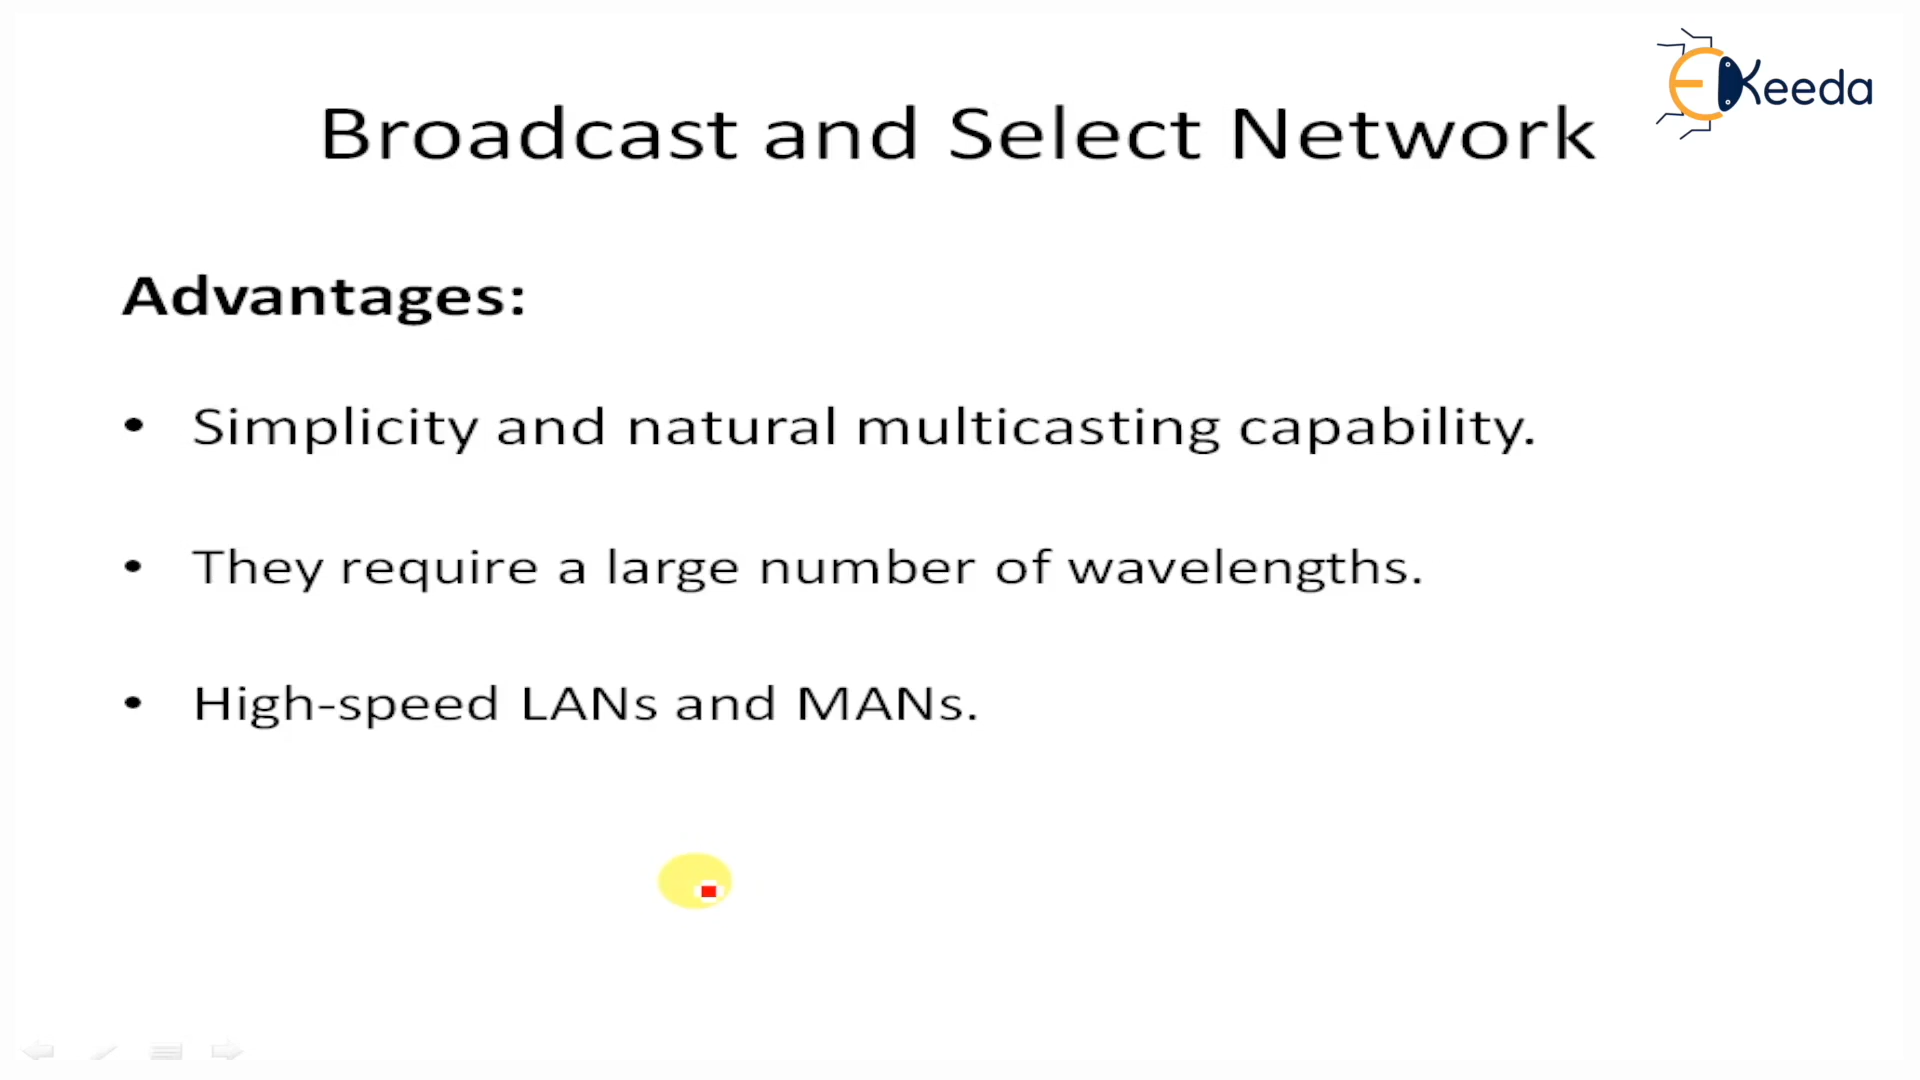 EKeeda
Broadcast and Select Network
Advantages:
• Simplicity and natural multicasting capability.
• They require a large number of wavelengths.
• High-speed LANs and MANs.